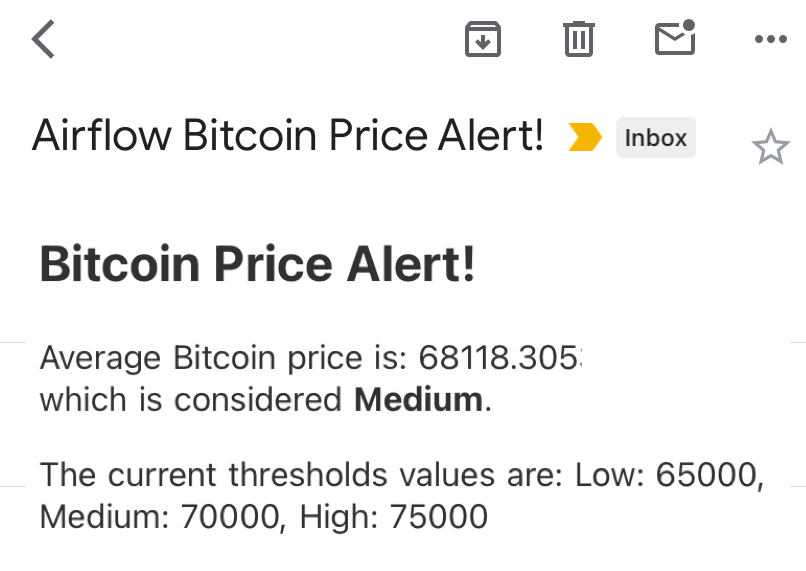 Airflow Bitcoin Price Alert! Inbox
Bitcoin Price Alert!
Average Bitcoin price is: 68118.305
which is considered Medium.
The current thresholds values are: Low: 65000,
Medium: 70000, High: 75000